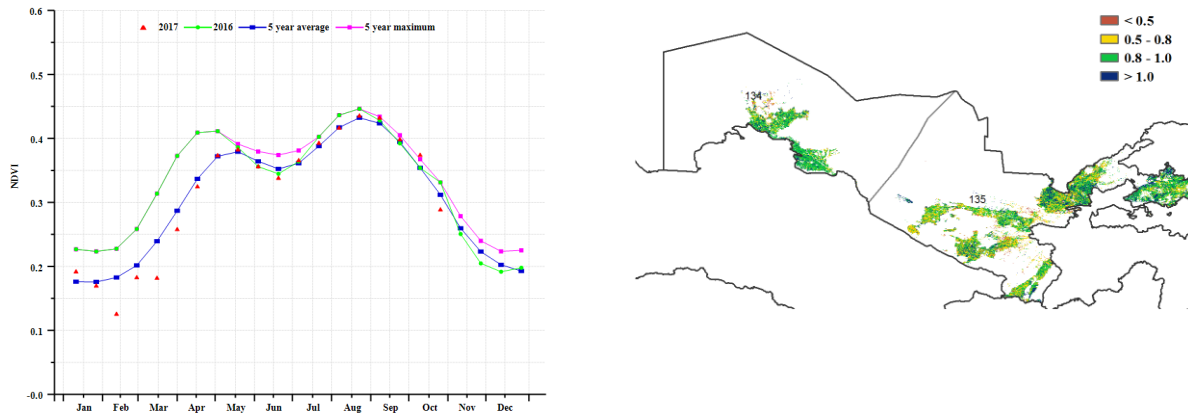 2017 2016 5 year average 5 year maximum
0.6
0.5
0.4
0.3
0.2
0.1
-0.0
NDVI
Jan Feb Mar Apr May Jun Jul Aug Sep Oct Nov Dec
< 0.5
0.5 - 0.8
0.8 - 1.0
> 1.0
134
135